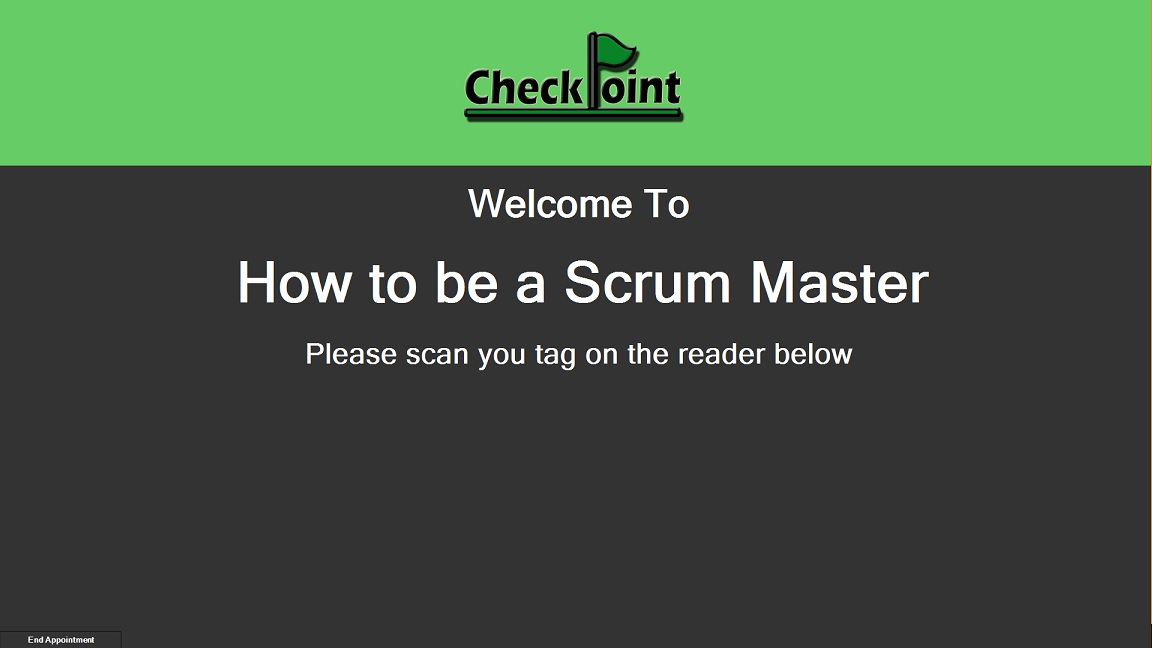 CheckPoint
Welcome To
How to be a Scrum Master
Please scan you tag on the reader below
End Appointment